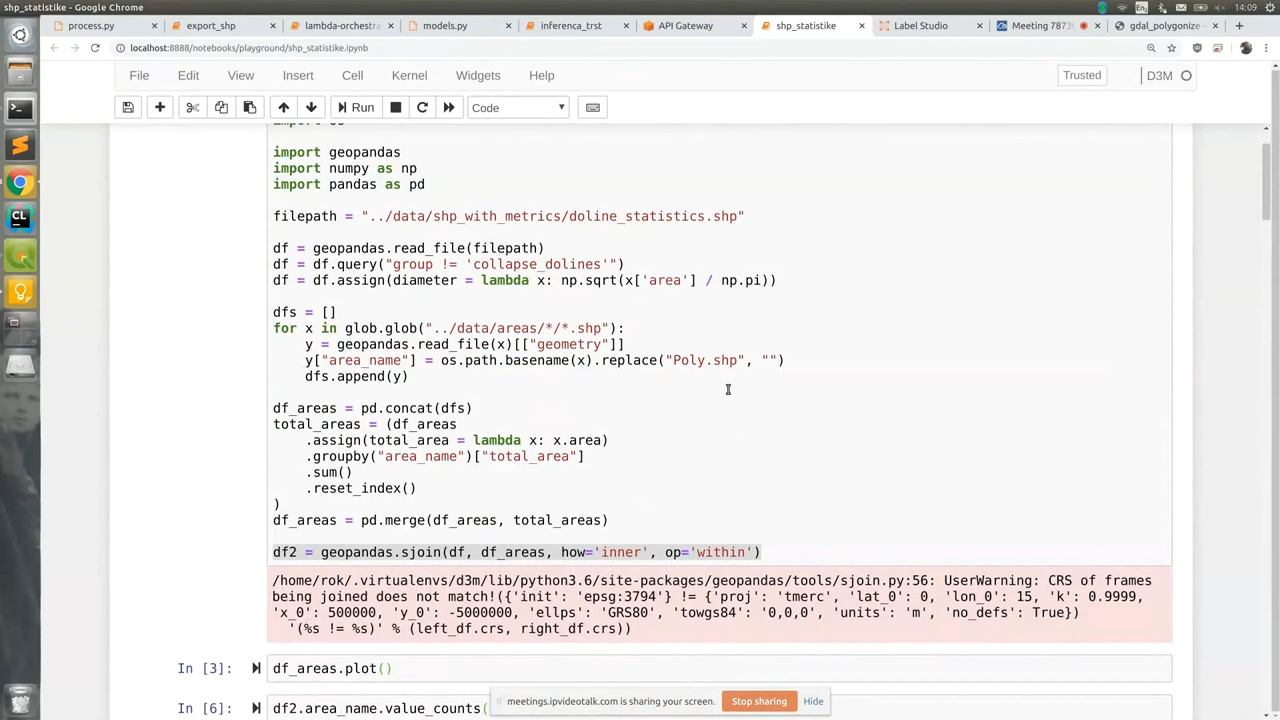 shp_statistike - Google Chrome
En
14:09
process.py
export_shp
lambda-orchestra
models.py
inferenca_trst
API Gateway
shp_statistike
Label Studio
Meeting 7873
gdal_polygonize -
localhost:8888/notebooks/playground/shp_statistike.ipynb
File Edit View Insert Cell Kernel Widgets Help
Trusted
D3M
Run
Code
import os
import geopandas
import numpy as np
import pandas as pd
filepath = "../data/shp_with_metrics/doline_statistics.shp"
df = geopandas.read_file(filepath)
df = df.query("group != 'collapse_dolines'")
df = df.assign(diameter = lambda x: np.sqrt(x['area'] / np.pi))
dfs = []
for x in glob.glob("../data/areas/*/*.shp"):
    y = geopandas.read_file(x)[["geometry"]]
    y["area_name"] = os.path.basename(x).replace("Poly.shp", "")
    dfs.append(y)
df_areas = pd.concat(dfs)
total_areas = (df_areas
    .assign(total_area = lambda x: x.area)
    .groupby("area_name")["total_area"]
    .sum()
    .reset_index()
)
df_areas = pd.merge(df_areas, total_areas)
df2 = geopandas.sjoin(df, df_areas, how='inner', op='within')
/home/rok/.virtualenvs/d3m/lib/python3.6/site-packages/geopandas/tools/sjoin.py:56: UserWarning: CRS of frames
being joined does not match!({'init': 'epsg:3794'} != {'proj': 'tmerc', 'lat_0': 0, 'lon_0': 15, 'k': 0.9999,
'x_0': 500000, 'y_0': -5000000, 'ellps': 'GRS80', 'towgs84': '0,0,0', 'units': 'm', 'no_defs': True})
  '(%s != %s)' % (left_df.crs, right_df.crs))
In [3]:
df_areas.plot()
In [6]:
df2.area_name.value_counts(
meetings.ipvideotalk.com is sharing your screen.
Stop sharing
Hide